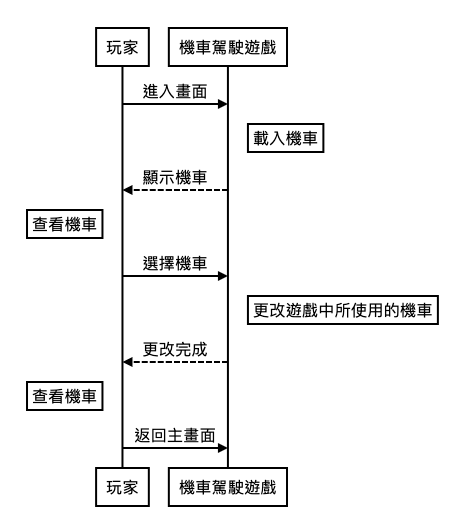 玩家
機車駕駛遊戲
進入畫面
載入機車
顯示機車
查看機車
選擇機車
更改遊戲中所使用的機車
更改完成
查看機車
返回主畫面
玩家
機車駕駛遊戲